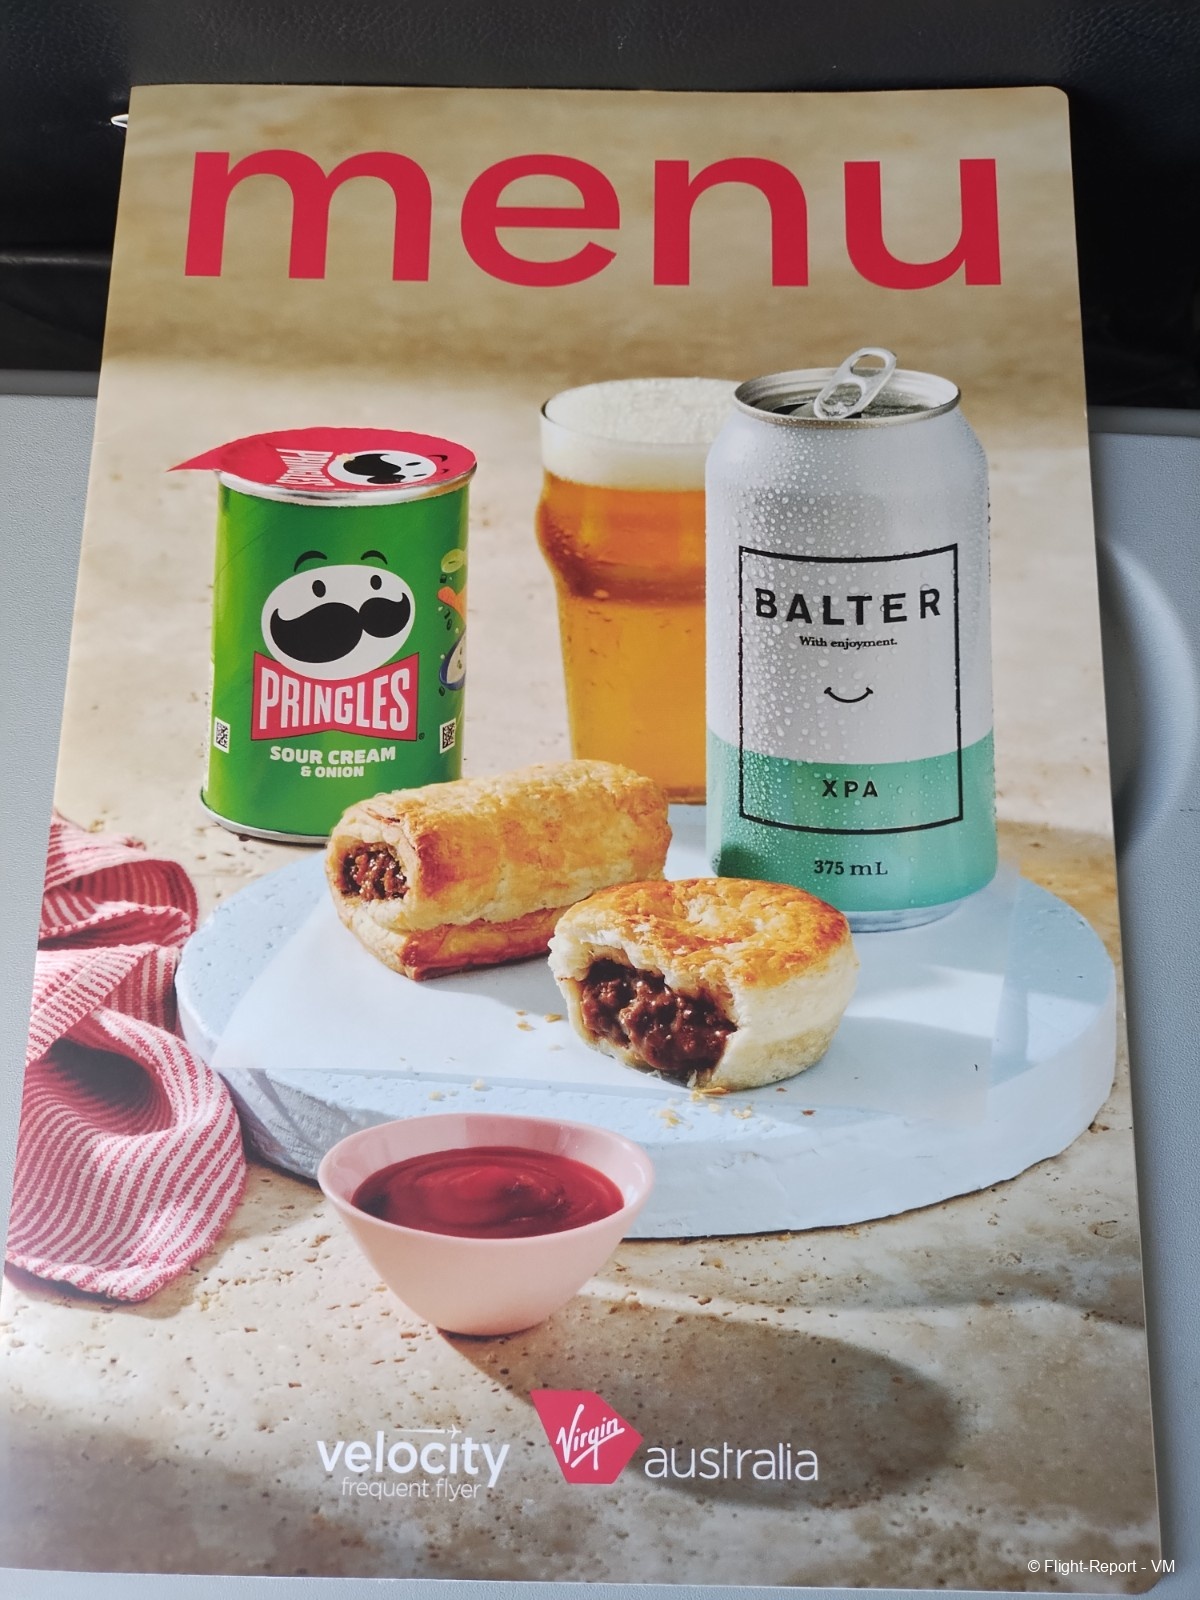 menu
PRINGLES
PRINGLES
SOUR CREAM
& ONION
BALTER
With enjoyment.
XPA
375 mL
velocity
frequent flyer
Virgin
australia
© Flight-Report - VM